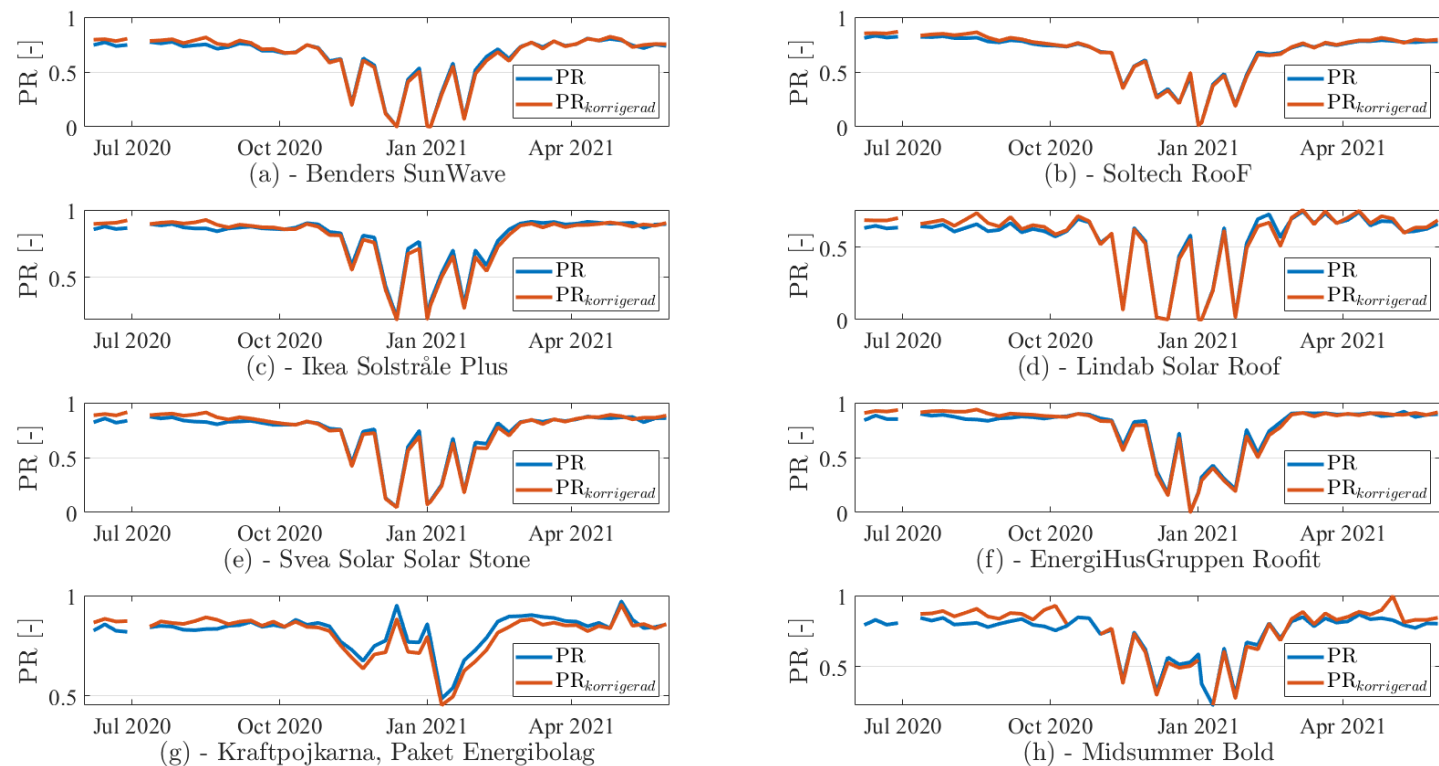 1
0.5
0
PR [-]
PR
PR_korrigerad
Jul 2020 Oct 2020 Jan 2021 Apr 2021
(a) - Benders SunWave
1
0.5
0
PR [-]
PR
PR_korrigerad
Jul 2020 Oct 2020 Jan 2021 Apr 2021
(b) - Soltech RooF
1
0.5
PR [-]
PR
PR_korrigerad
Jul 2020 Oct 2020 Jan 2021 Apr 2021
(c) - Ikea Solstråle Plus
0.5
0
PR [-]
PR
PR_korrigerad
Jul 2020 Oct 2020 Jan 2021 Apr 2021
(d) - Lindab Solar Roof
1
0.5
0
PR [-]
PR
PR_korrigerad
Jul 2020 Oct 2020 Jan 2021 Apr 2021
(e) - Svea Solar Solar Stone
1
0.5
0
PR [-]
PR
PR_korrigerad
Jul 2020 Oct 2020 Jan 2021 Apr 2021
(f) - EnergiHusGruppen Roofit
1
0.5
PR [-]
PR
PR_korrigerad
Jul 2020 Oct 2020 Jan 2021 Apr 2021
(g) - Kraftpojkarna, Paket Energibolag
1
0.5
PR [-]
PR
PR_korrigerad
Jul 2020 Oct 2020 Jan 2021 Apr 2021
(h) - Midsummer Bold